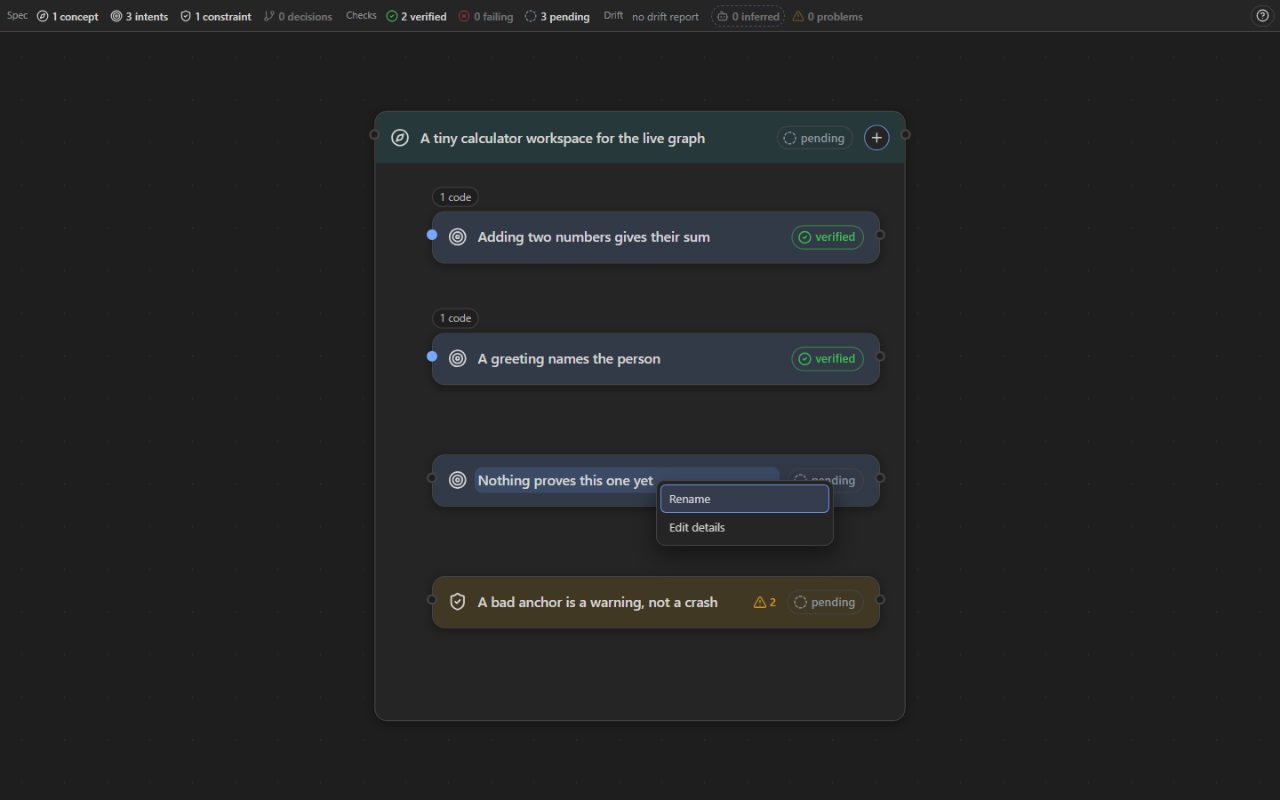 Spec 1 concept 3 intents 1 constraint 0 decisions Checks 2 verified 0 failing 3 pending Drift no drift report 0 inferred 0 problems
A tiny calculator workspace for the live graph pending
1 code
Adding two numbers gives their sum verified
1 code
A greeting names the person verified
Nothing proves this one yet pending
Rename
Edit details
A bad anchor is a warning, not a crash 2 pending